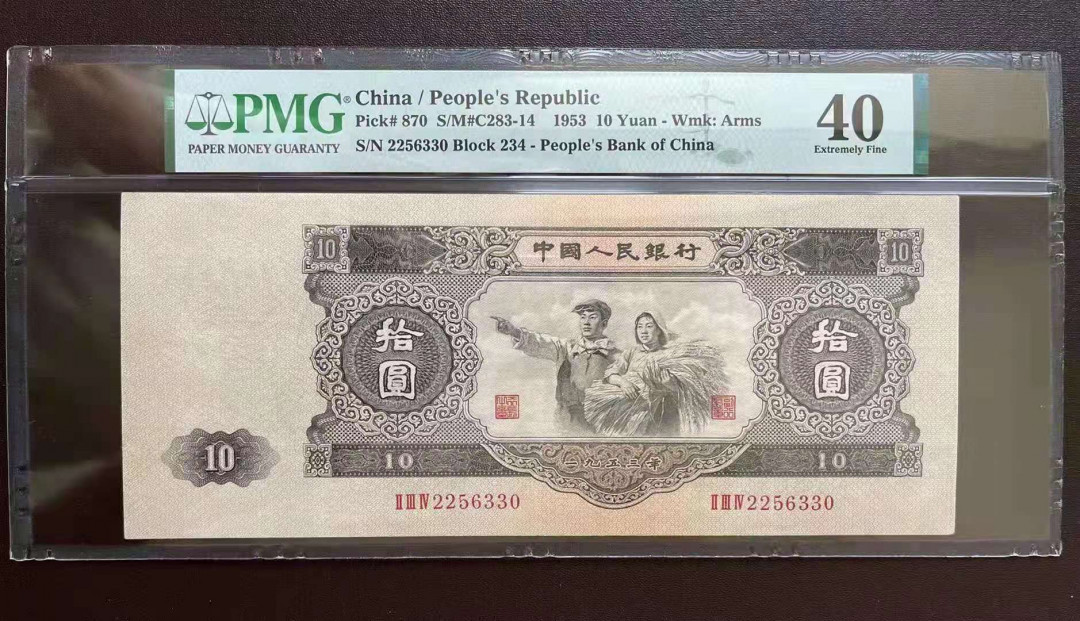 PMG®
PAPER MONEY GUARANTY
China / People's Republic
Pick# 870 S/M#C283-14 1953 10 Yuan - Wmk: Arms
S/N 2256330 Block 234 - People's Bank of China
40
Extremely Fine
10 中國人民銀行 10
拾圓 拾圓
10
10 一九五三年 10
ⅡⅢⅣ2256330 ⅡⅢⅣ2256330